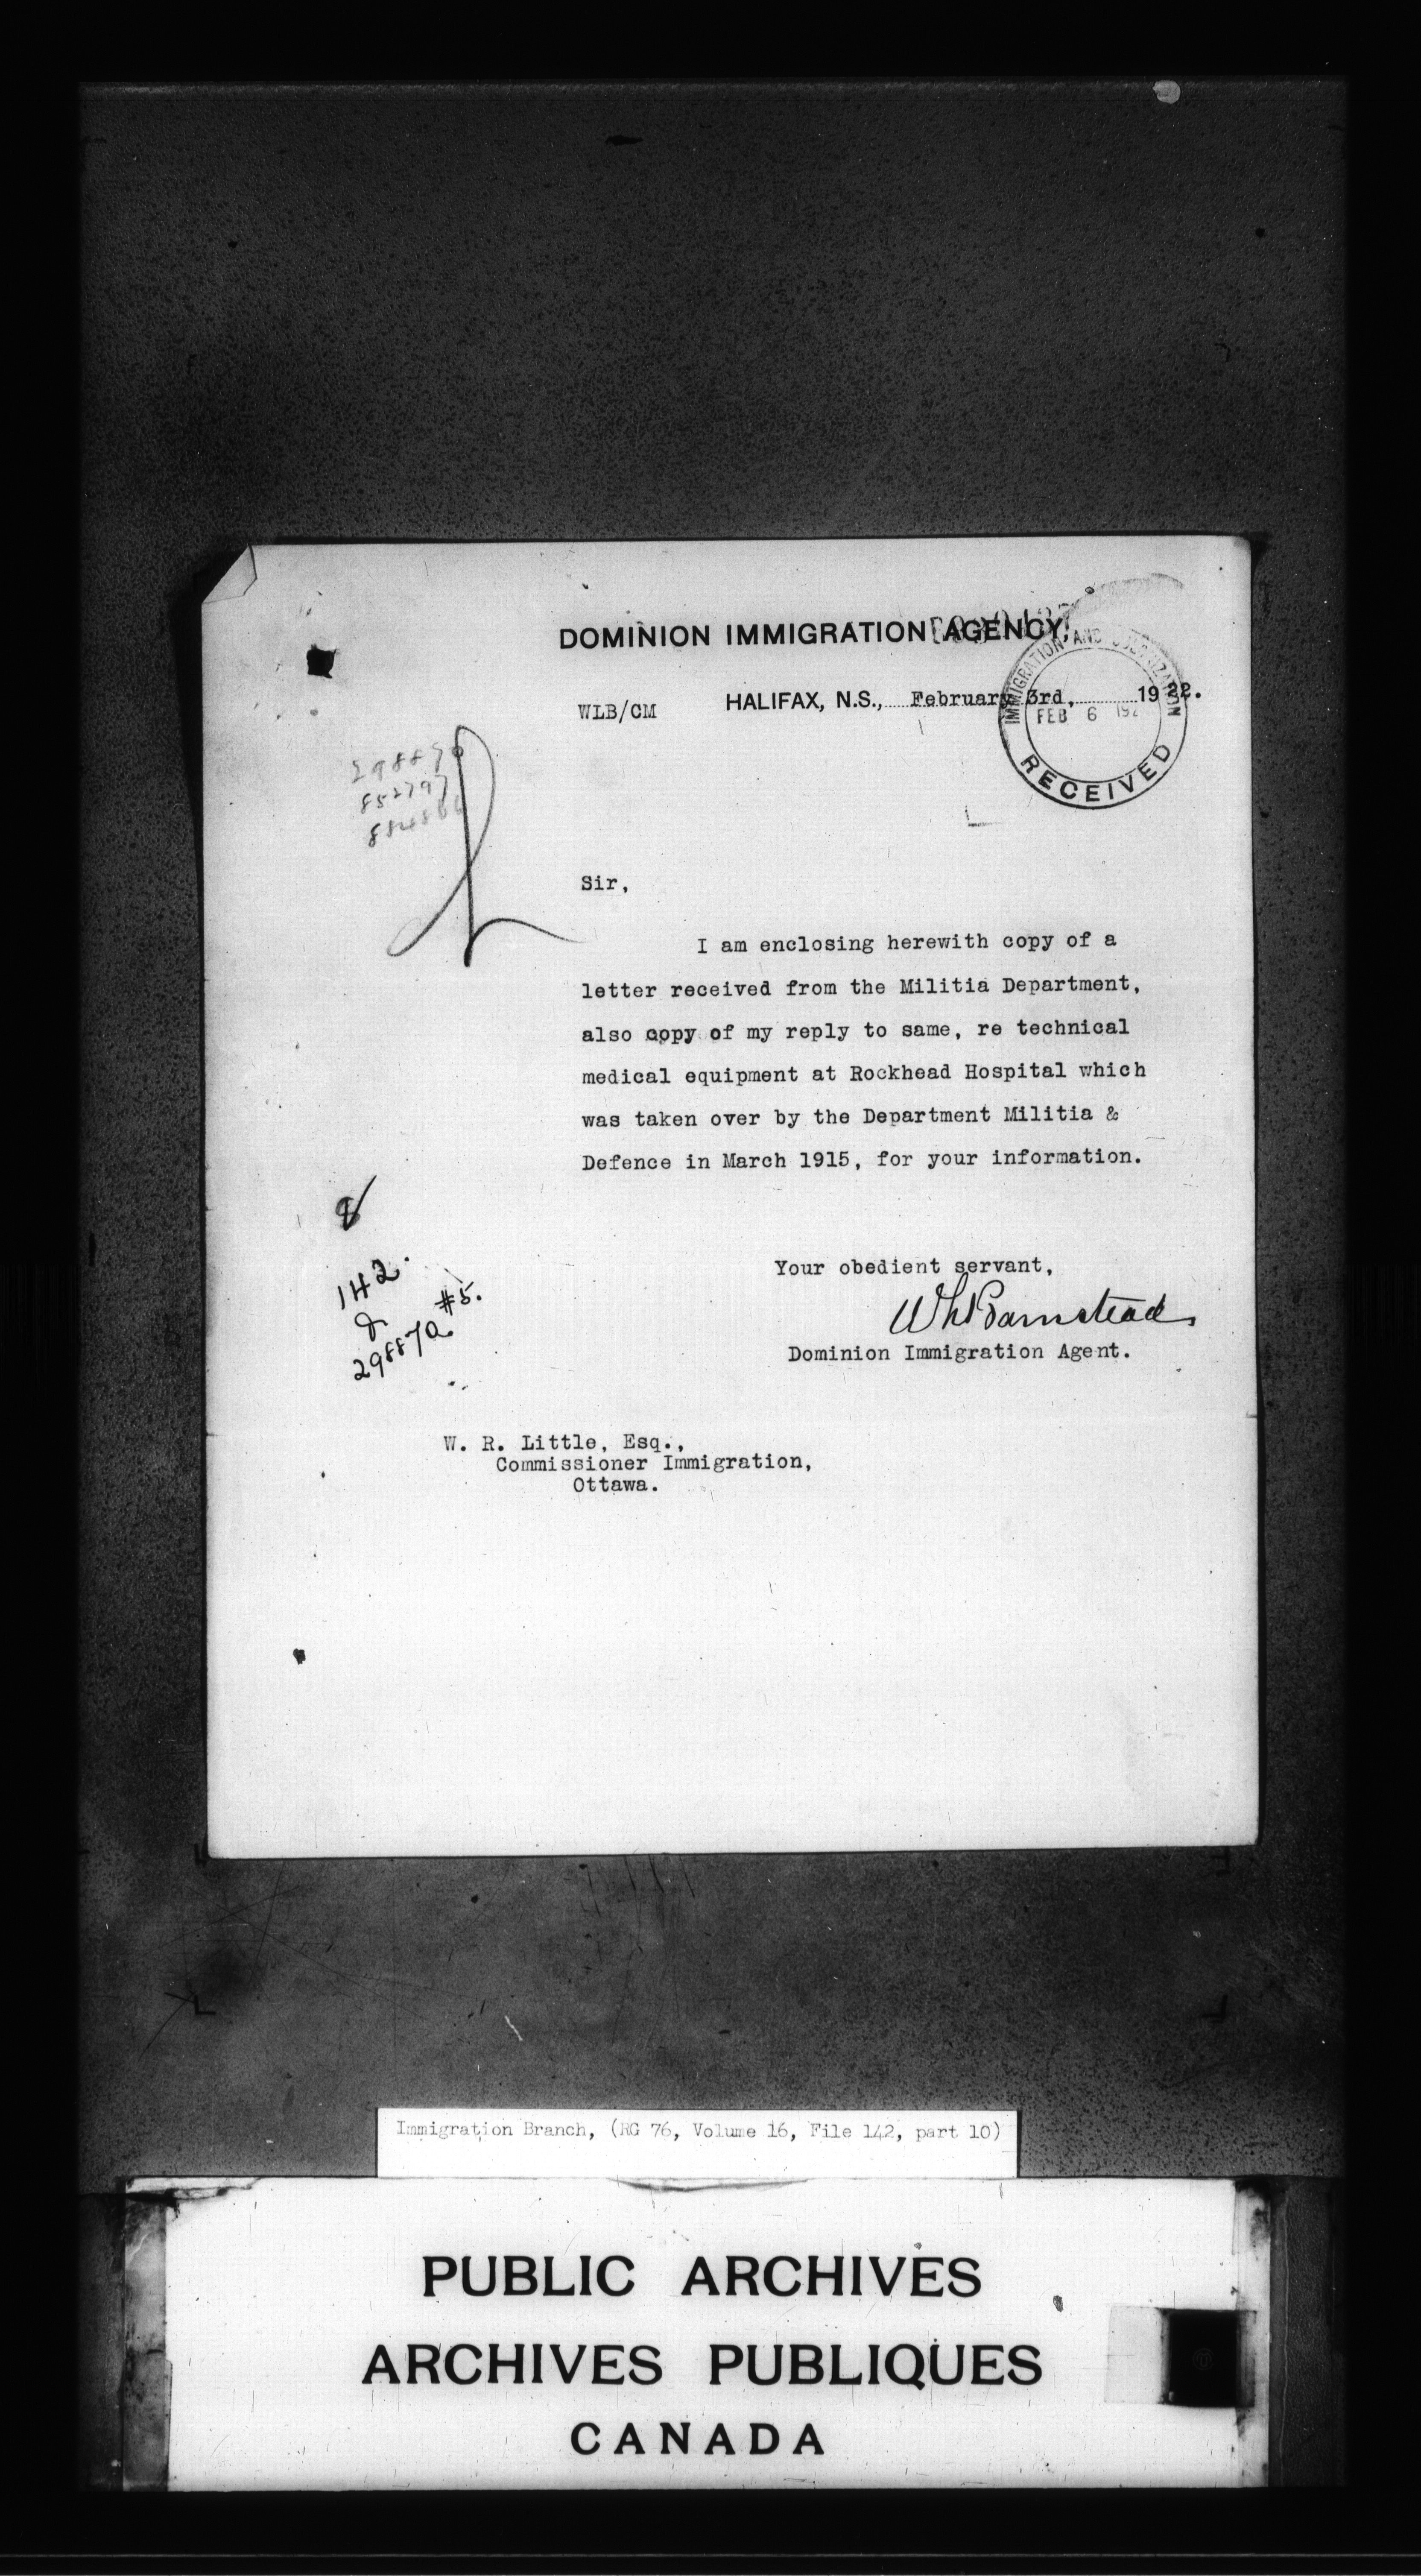 DOMINION IMMIGRATION AGENCY,
IMMIGRATION AND COLONIZATION
WLB/CM HALIFAX, N.S., February 3rd, 1922.
FEB 6 192
RECEIVED
852797
Sir,
I am enclosing herewith copy of a
letter received from the Militia Department,
also copy of my reply to same, re technical
medical equipment at Rockhead Hospital which
was taken over by the Department Militia &
Defence in March 1915, for your information.
142.
#5.
29887a
Your obedient servant,
WLBarnstead
Dominion Immigration Agent.
W. R. Little, Esq.,
Commissioner Immigration,
Ottawa.
Immigration Branch, (RG 76, Volume 16, File 142, part 10)
PUBLIC ARCHIVES
ARCHIVES PUBLIQUES
CANADA